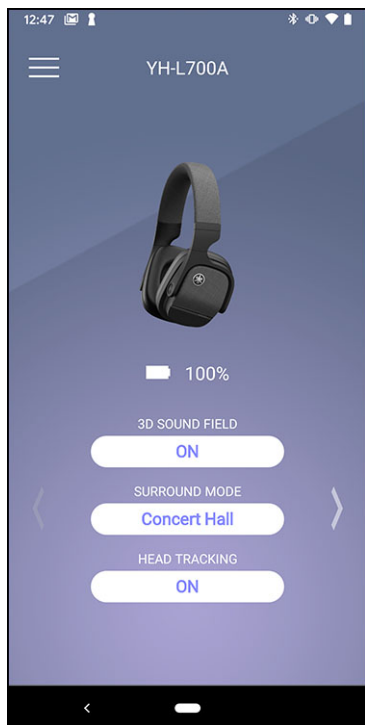 12:47
YH-L700A
100%
3D SOUND FIELD
ON
SURROUND MODE
Concert Hall
HEAD TRACKING
ON